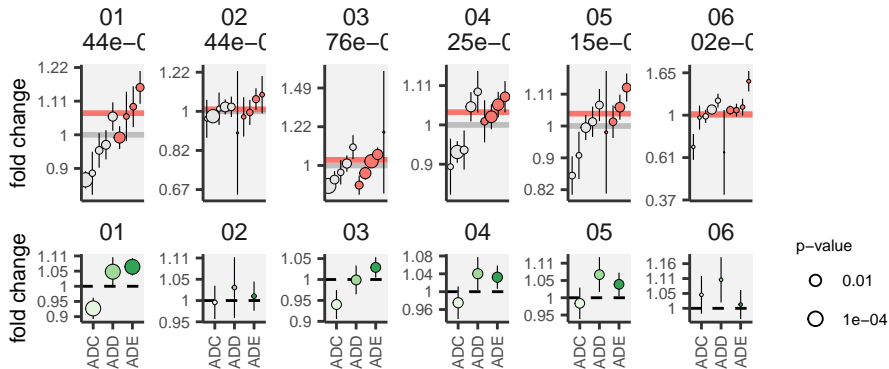 01 02 03 04 05 06
44e−0 44e−0 76e−0 25e−0 15e−0 02e−0
fold change
1.22 1.11 1 0.9
1.22 1 0.82 0.67
1.49 1.22 1
1.11 1 0.9
1.11 1 0.9 0.82
1.65 1 0.61 0.37
01 02 03 04 05 06
fold change
1.11 1.05 1 0.95 0.9
1.11 1.05 1 0.95
1.05 1 0.95 0.9
1.08 1.04 1 0.96
1.11 1.05 1 0.95
1.16 1.11 1.05 1
ADC ADD ADE
ADC ADD ADE
ADC ADD ADE
ADC ADD ADE
ADC ADD ADE
ADC ADD ADE
p−value
0.01
1e−04